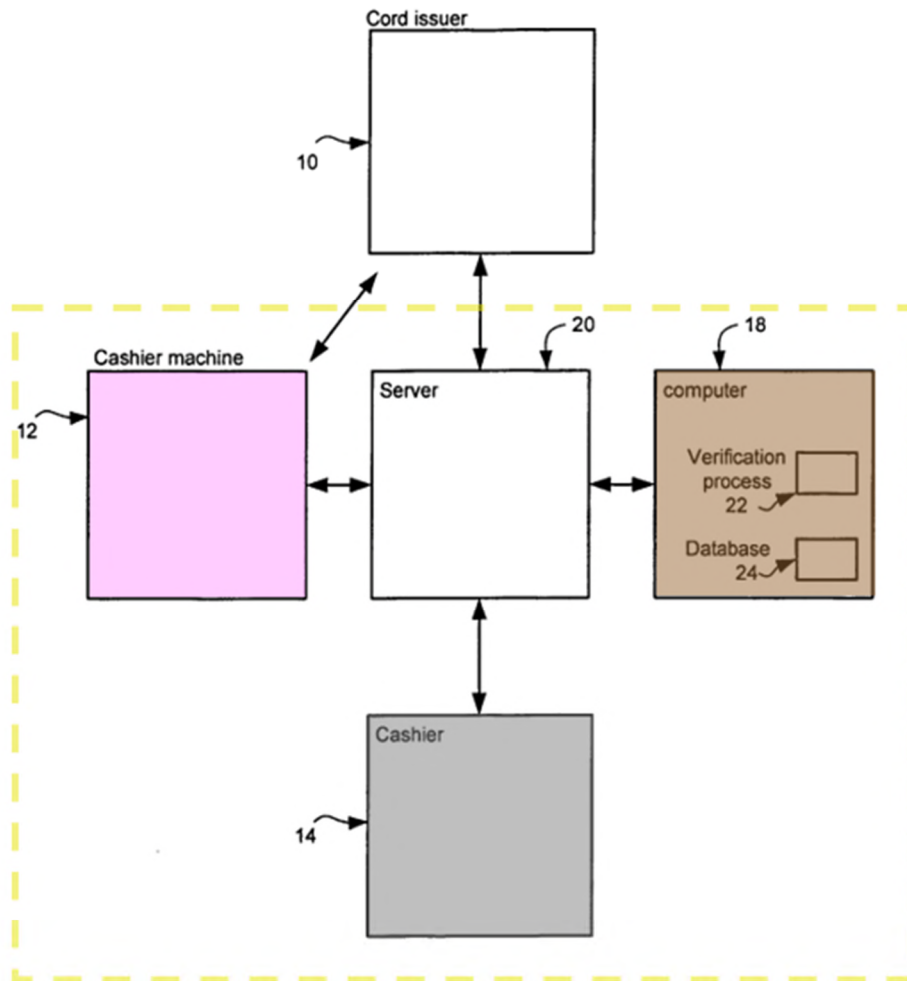 Cord issuer
10
20
18
Cashier machine
12
Server
computer
Verification
process
22
Database
24
Cashier
14